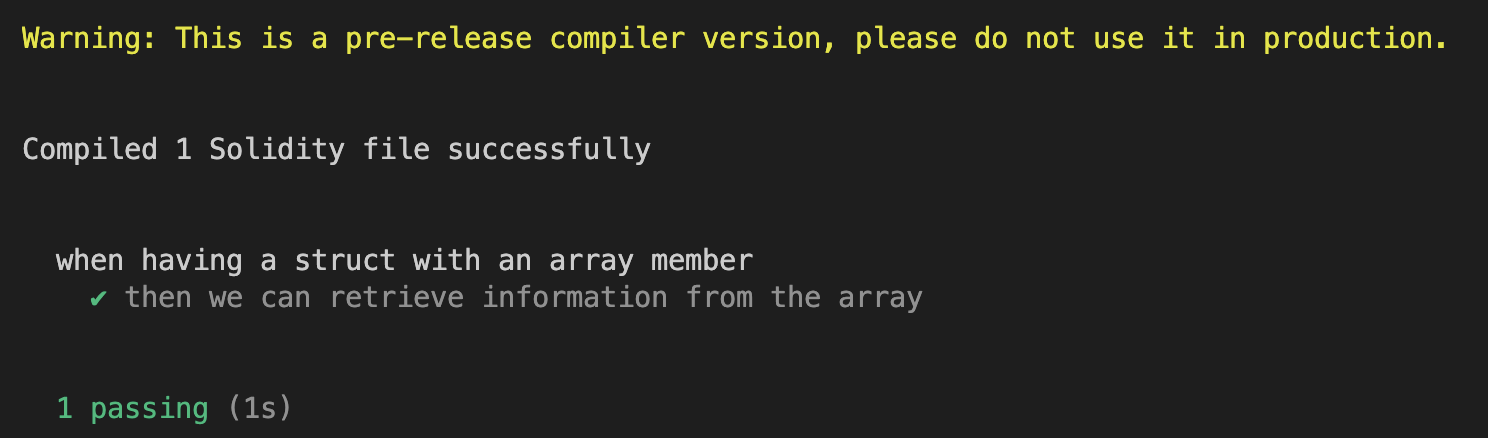 Warning: This is a pre-release compiler version, please do not use it in production.
Compiled 1 Solidity file successfully
when having a struct with an array member
✔ then we can retrieve information from the array
1 passing (1s)